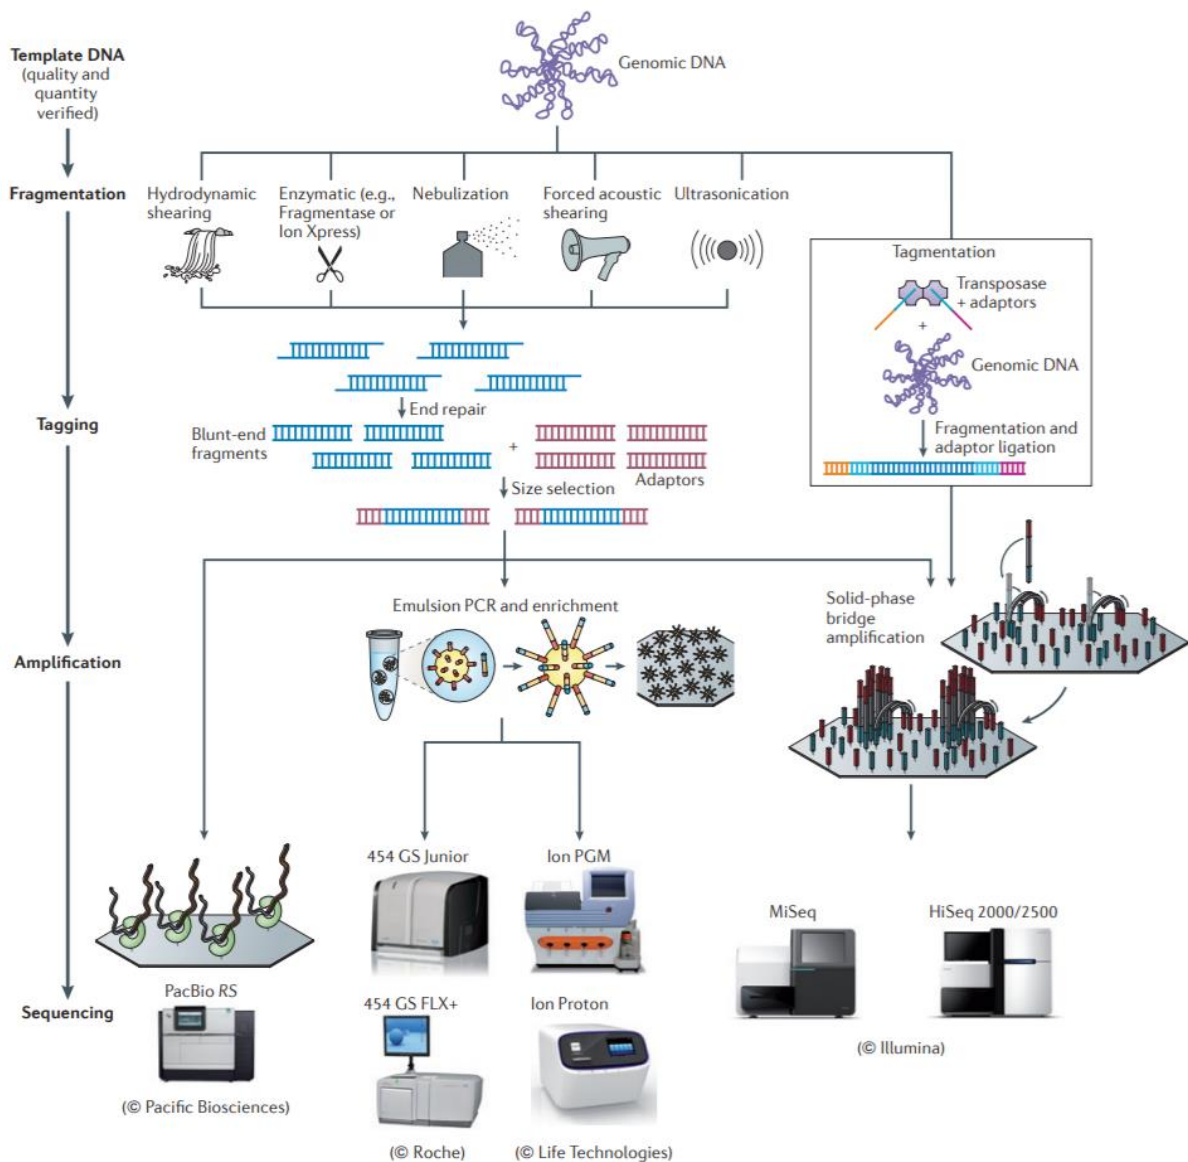 Template DNA
(quality and
quantity
verified)
Genomic DNA
Fragmentation
Hydrodynamic
shearing
Enzymatic (e.g.,
Fragmentase or
Ion Xpress)
Nebulization
Forced acoustic
shearing
Ultrasonication
Tagmentation
Transposase
+ adaptors
+
Genomic DNA
Fragmentation and
adaptor ligation
Tagging
End repair
Blunt-end
fragments
+
Adaptors
Size selection
Amplification
Emulsion PCR and enrichment
Solid-phase
bridge
amplification
Sequencing
PacBio RS
(© Pacific Biosciences)
454 GS Junior
Ion PGM
454 GS FLX+
Ion Proton
(© Roche)
(© Life Technologies)
MiSeq
HiSeq 2000/2500
(© Illumina)